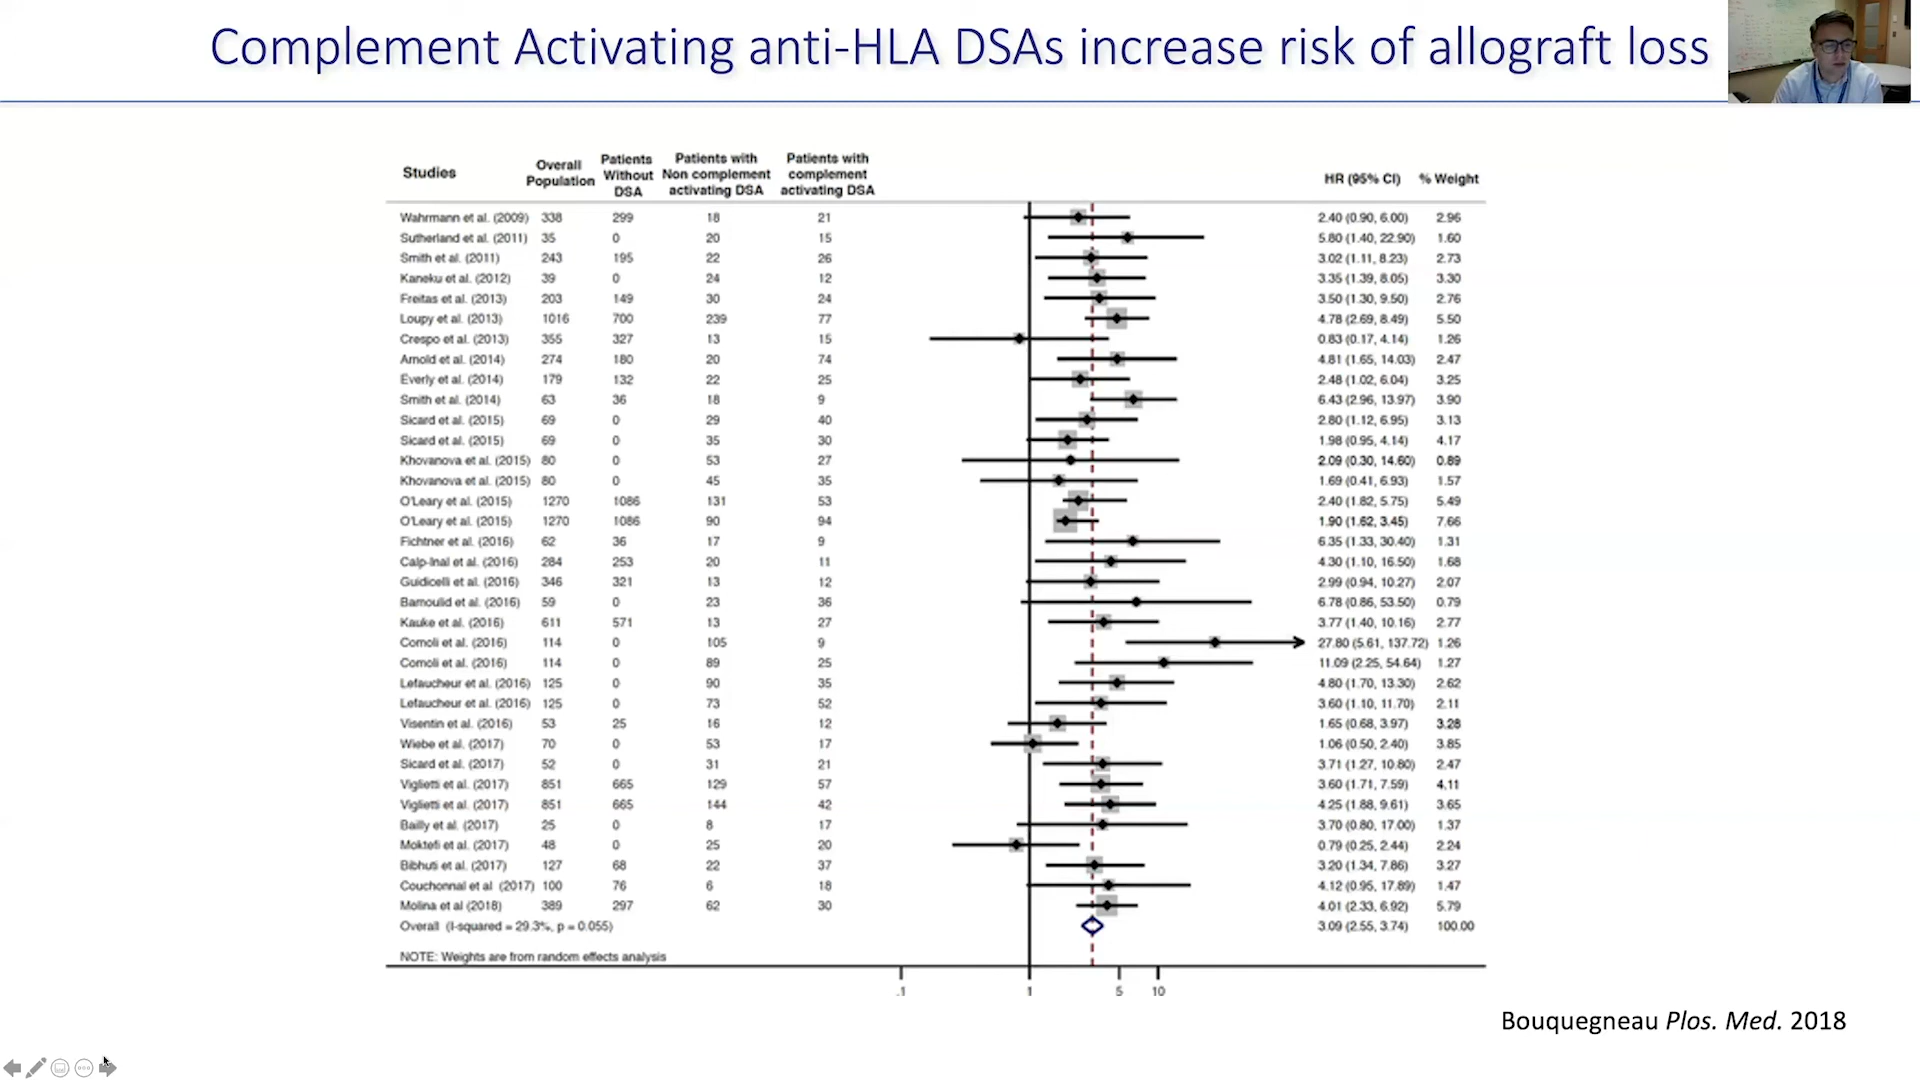 Complement Activating anti-HLA DSAs increase risk of allograft loss
Studies Overall Population Patients Without DSA Patients with Non complement activating DSA Patients with complement activating DSA HR (95% CI) % Weight
Wahrmann et al. (2009) 338 299 18 21 2.40 (0.90, 6.00) 2.96
Sutherland et al. (2011) 35 0 20 15 5.80 (1.40, 22.90) 1.60
Smith et al. (2011) 243 195 22 26 3.02 (1.11, 8.23) 2.73
Kaneku et al. (2012) 39 0 24 12 3.35 (1.39, 8.05) 3.30
Freitas et al. (2013) 203 149 30 24 3.50 (1.30, 9.50) 2.76
Loupy et al. (2013) 1016 700 239 77 4.78 (2.69, 8.49) 5.50
Crespo et al. (2013) 355 327 13 15 0.83 (0.17, 4.14) 1.26
Arnold et al. (2014) 274 180 20 74 4.81 (1.65, 14.03) 2.47
Everly et al. (2014) 179 132 22 25 2.48 (1.02, 6.04) 3.25
Smith et al. (2014) 63 36 18 9 6.43 (2.96, 13.97) 3.90
Sicard et al. (2015) 69 0 29 40 2.80 (1.12, 6.95) 3.13
Sicard et al. (2015) 69 0 35 30 1.98 (0.95, 4.14) 4.17
Khovanova et al. (2015) 80 0 53 27 2.09 (0.30, 14.60) 0.89
Khovanova et al. (2015) 80 0 45 35 1.69 (0.41, 6.93) 1.57
O'Leary et al. (2015) 1270 1086 131 53 2.40 (1.82, 5.75) 5.49
O'Leary et al. (2015) 1270 1086 90 94 1.90 (1.62, 3.45) 7.66
Fichtner et al. (2016) 62 36 17 9 6.35 (1.33, 30.40) 1.31
Calp-Inal et al. (2016) 284 253 20 11 4.30 (1.10, 16.50) 1.68
Guidicelli et al. (2016) 346 321 13 12 2.99 (0.94, 10.27) 2.07
Bamoulid et al. (2016) 59 0 23 36 6.78 (0.86, 53.50) 0.79
Kauke et al. (2016) 611 571 13 27 3.77 (1.40, 10.16) 2.77
Comoli et al. (2016) 114 0 105 9 27.80 (5.61, 137.72) 1.26
Comoli et al. (2016) 114 0 89 25 11.09 (2.25, 54.64) 1.27
Lefaucheur et al. (2016) 125 0 90 35 4.80 (1.70, 13.30) 2.62
Lefaucheur et al. (2016) 125 0 73 52 3.60 (1.10, 11.70) 2.11
Visentin et al. (2016) 53 25 16 12 1.65 (0.68, 3.97) 3.28
Wiebe et al. (2017) 70 0 53 17 1.06 (0.50, 2.40) 3.85
Sicard et al. (2017) 52 0 31 21 3.71 (1.27, 10.80) 2.47
Viglietti et al. (2017) 851 665 129 57 3.60 (1.71, 7.59) 4.11
Viglietti et al. (2017) 851 665 144 42 4.25 (1.88, 9.61) 3.65
Bailly et al. (2017) 25 0 8 17 3.70 (0.80, 17.00) 1.37
Moktefi et al. (2017) 48 0 25 20 0.79 (0.25, 2.44) 2.24
Bibhuti et al. (2017) 127 68 22 37 3.20 (1.34, 7.86) 3.27
Couchonnal et al (2017) 100 76 6 18 4.12 (0.95, 17.89) 1.47
Molina et al (2018) 389 297 62 30 4.01 (2.33, 6.92) 5.79
Overall (I-squared = 29.3%, p = 0.055) 3.09 (2.55, 3.74) 100.00
NOTE: Weights are from random effects analysis
.1 1 5 10
Bouquegneau Plos. Med. 2018